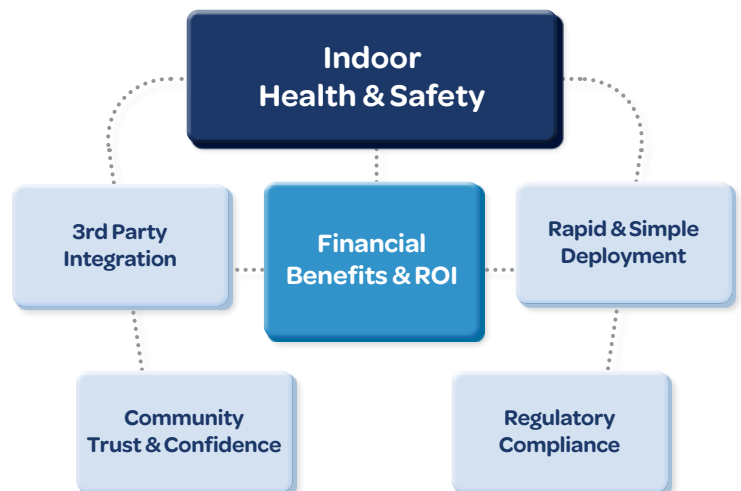 Indoor
Health & Safety
3rd Party
Integration
Financial
Benefits & ROI
Rapid & Simple
Deployment
Community
Trust & Confidence
Regulatory
Compliance